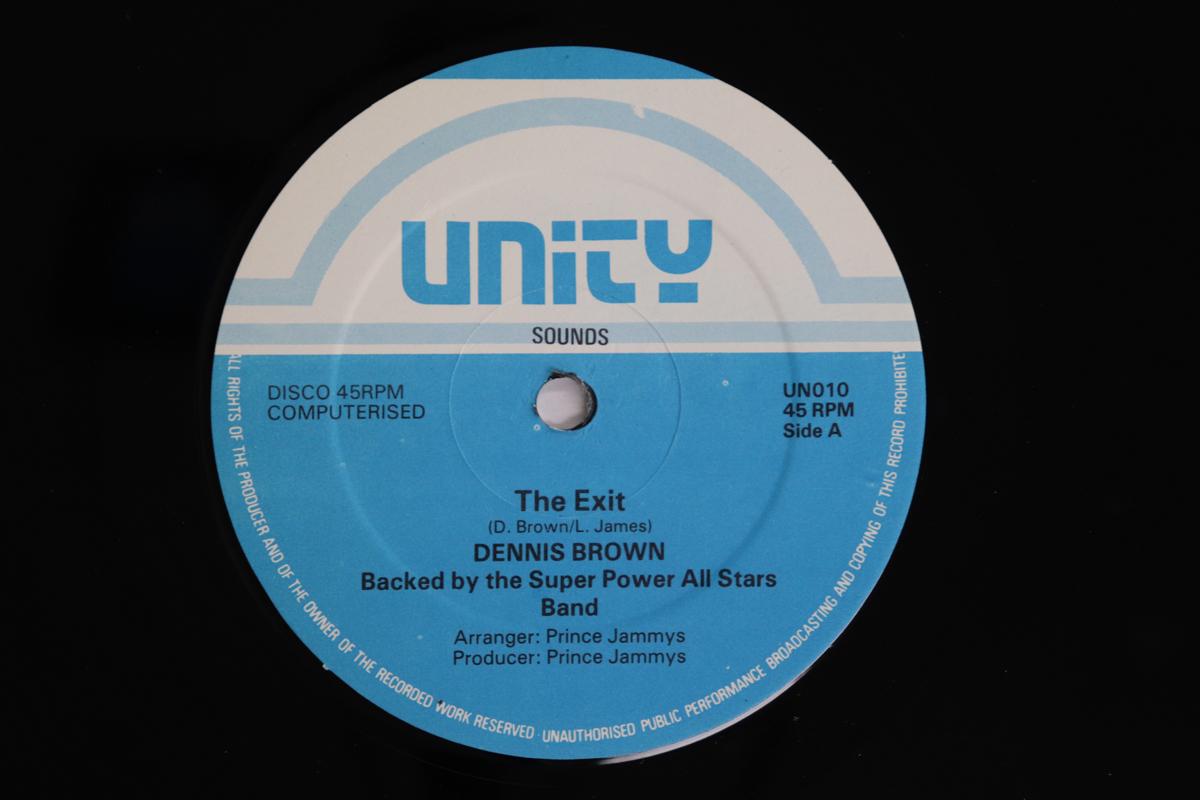 UNITY
SOUNDS
DISCO 45RPM
COMPUTERISED
UN010
45 RPM
Side A
The Exit
(D. Brown/L. James)
DENNIS BROWN
Backed by the Super Power All Stars
Band
Arranger: Prince Jammys
Producer: Prince Jammys
ALL RIGHTS OF THE PRODUCER AND OF THE OWNER OF THE RECORDED WORK RESERVED · UNAUTHORISED PUBLIC PERFORMANCE BROADCASTING AND COPYING OF THIS RECORD PROHIBITE